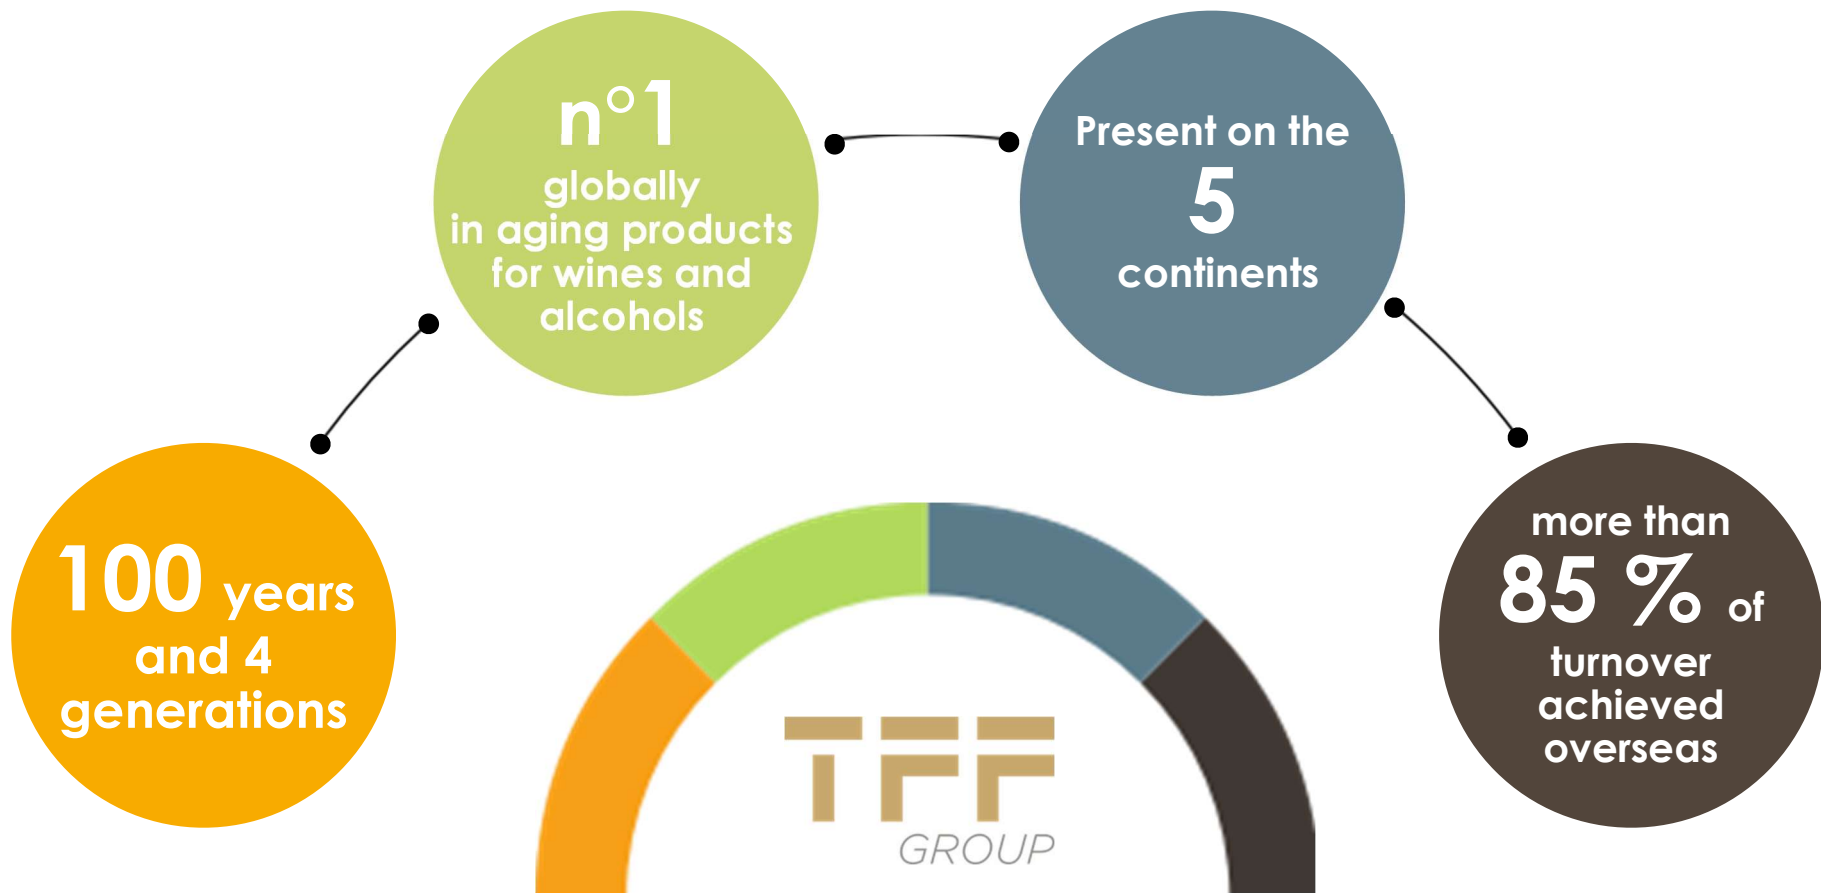 n°1
globally
in aging products
for wines and
alcohols
Present on the
5
continents
100 years
and 4
generations
more than
85 % of
turnover
achieved
overseas
TFF
GROUP